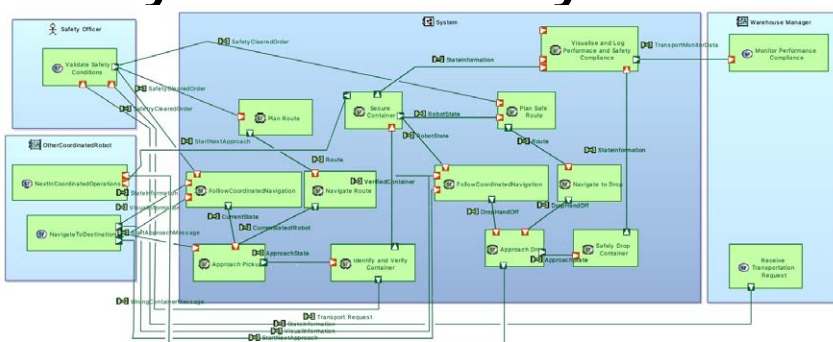 Safety Officer
System
Warehouse Manager
Validate Safety
Conditions
SafetyClearedOrder
Visualise and Log
Performace and Safety
Compliance
TransportMonitorData
Monitor Performance
Compliance
StateInformation
SafetyClearedOrder
SafetyClearedOrder
Plan Route
Secure
Container
RobotState
Plan Safe
Route
RobotState
StartNextApproach
OtherCoordinatedRobot
Route
Route
StateInformation
NextInCoordinatedOperations
StateInformation
FollowCoordinatedNavigation
Navigate Route
VerifiedContainer
FollowCoordinatedNavigation
Navigate to Drop
VisualInformation
CurrentState
DropHandOff
DropHandOff
NavigateToDestination
StartApproachMessage
CurrentStatedRobot
Approach Pickup
ApproachState
Identify and Verify
Container
Approach Drop
ApproachState
Safely Drop
Container
Receive
Transportation
Request
WrongContainerMessage
Transport Request
StateInformation
VisualInformation
StartNextApproach